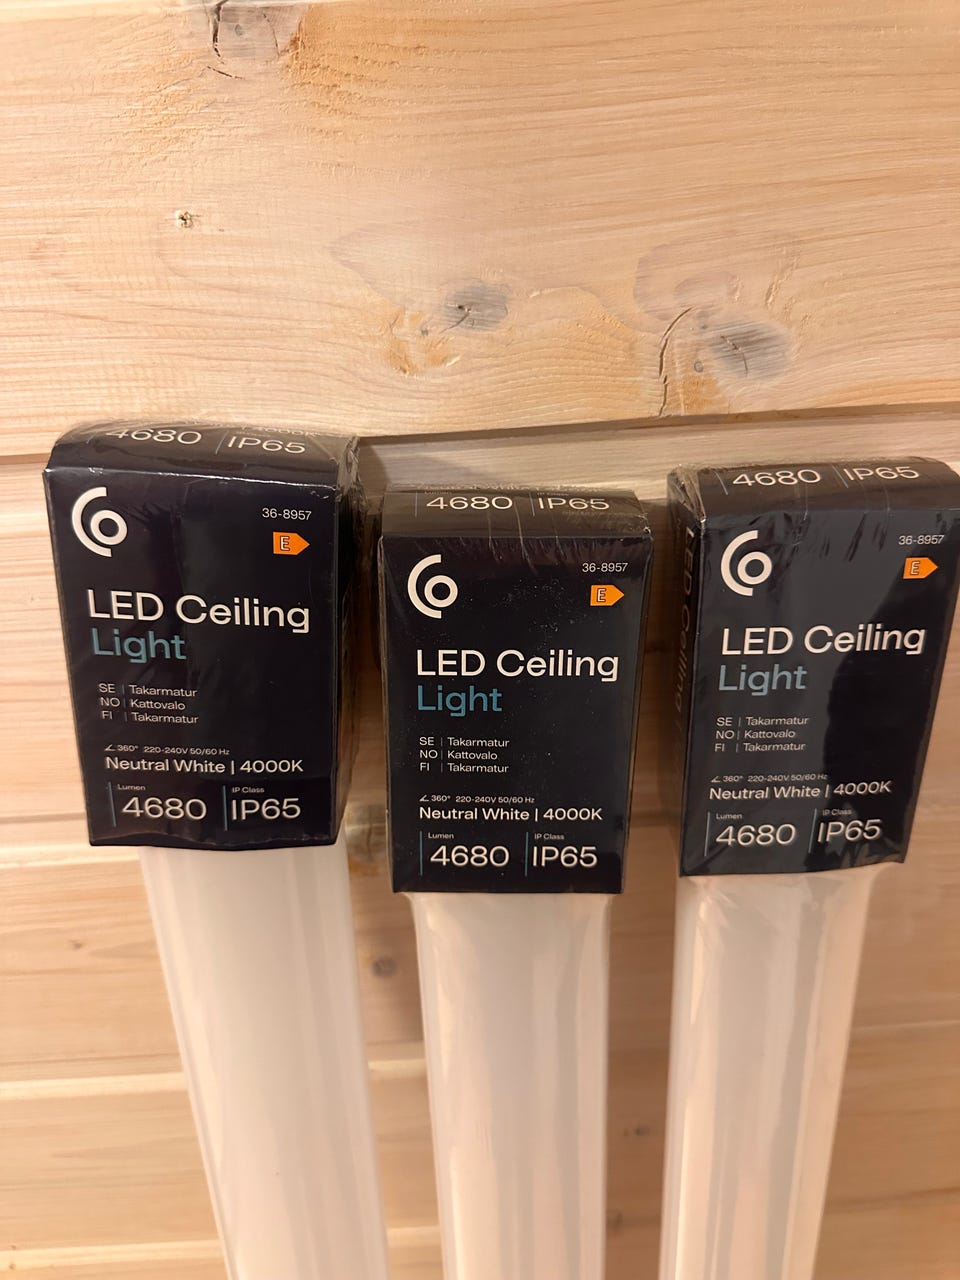 4680 IP65
36-8957
E
LED Ceiling
Light
SE | Takarmatur
NO | Kattovalo
FI | Takarmatur
∠ 360° 220-240V 50/60 Hz
Neutral White | 4000K
Lumen IP Class
4680 IP65
4680 IP65
36-8957
E
LED Ceiling
Light
SE | Takarmatur
NO | Kattovalo
FI | Takarmatur
∠ 360° 220-240V 50/60 Hz
Neutral White | 4000K
Lumen IP Class
4680 IP65
4680 IP65
36-8957
E
LED Ceiling
LED Ceiling
Light
SE | Takarmatur
NO | Kattovalo
FI | Takarmatur
∠ 360° 220-240V 50/60 Hz
Neutral White | 4000K
Lumen IP Class
4680 IP65